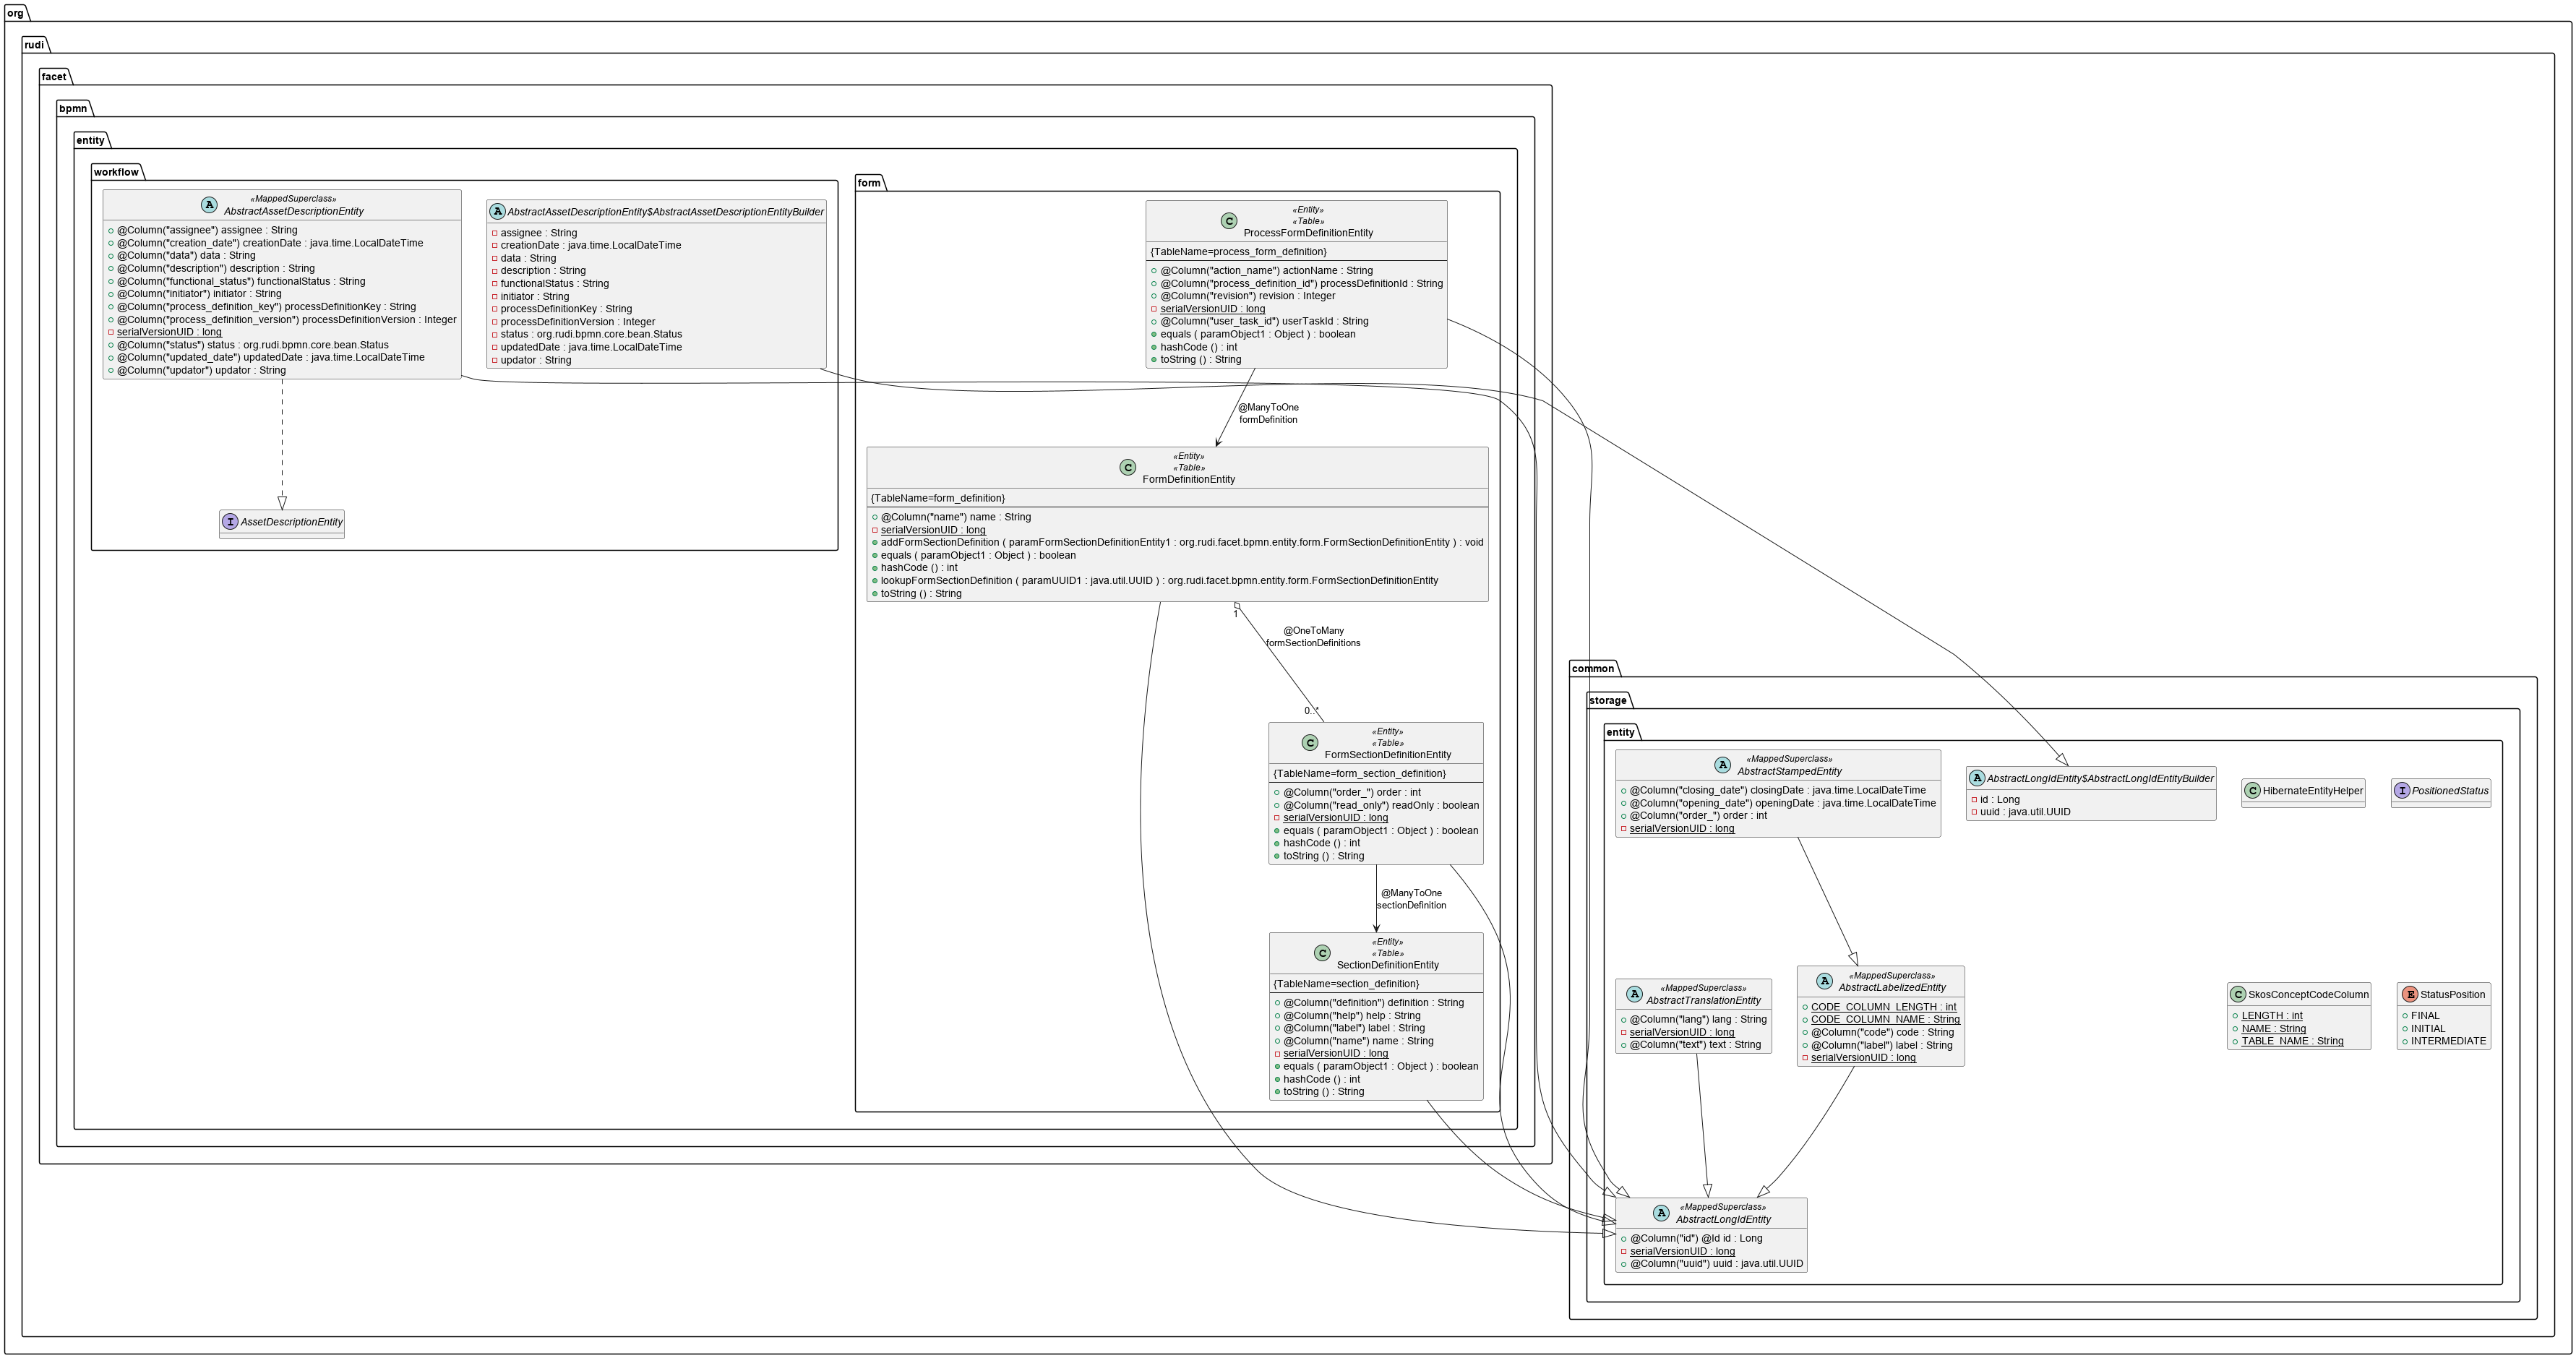 org
rudi
facet
bpmn
entity
workflow
«MappedSuperclass»
AbstractAssetDescriptionEntity
@Column("assignee") assignee : String
@Column("creation_date") creationDate : java.time.LocalDateTime
@Column("data") data : String
@Column("description") description : String
@Column("functional_status") functionalStatus : String
@Column("initiator") initiator : String
@Column("process_definition_key") processDefinitionKey : String
@Column("process_definition_version") processDefinitionVersion : Integer
serialVersionUID : long
@Column("status") status : org.rudi.bpmn.core.bean.Status
@Column("updated_date") updatedDate : java.time.LocalDateTime
@Column("updator") updator : String
AbstractAssetDescriptionEntity$AbstractAssetDescriptionEntityBuilder
assignee : String
creationDate : java.time.LocalDateTime
data : String
description : String
functionalStatus : String
initiator : String
processDefinitionKey : String
processDefinitionVersion : Integer
status : org.rudi.bpmn.core.bean.Status
updatedDate : java.time.LocalDateTime
updator : String
AssetDescriptionEntity
form
«Entity»
«Table»
ProcessFormDefinitionEntity
{TableName=process_form_definition}
@Column("action_name") actionName : String
@Column("process_definition_id") processDefinitionId : String
@Column("revision") revision : Integer
serialVersionUID : long
@Column("user_task_id") userTaskId : String
equals ( paramObject1 : Object ) : boolean
hashCode () : int
toString () : String
@ManyToOne
formDefinition
«Entity»
«Table»
FormDefinitionEntity
{TableName=form_definition}
@Column("name") name : String
serialVersionUID : long
addFormSectionDefinition ( paramFormSectionDefinitionEntity1 : org.rudi.facet.bpmn.entity.form.FormSectionDefinitionEntity ) : void
equals ( paramObject1 : Object ) : boolean
hashCode () : int
lookupFormSectionDefinition ( paramUUID1 : java.util.UUID ) : org.rudi.facet.bpmn.entity.form.FormSectionDefinitionEntity
toString () : String
1
@OneToMany
formSectionDefinitions
0..*
«Entity»
«Table»
FormSectionDefinitionEntity
{TableName=form_section_definition}
@Column("order_") order : int
@Column("read_only") readOnly : boolean
serialVersionUID : long
equals ( paramObject1 : Object ) : boolean
hashCode () : int
toString () : String
@ManyToOne
sectionDefinition
«Entity»
«Table»
SectionDefinitionEntity
{TableName=section_definition}
@Column("definition") definition : String
@Column("help") help : String
@Column("label") label : String
@Column("name") name : String
serialVersionUID : long
equals ( paramObject1 : Object ) : boolean
hashCode () : int
toString () : String
common
storage
entity
«MappedSuperclass»
AbstractStampedEntity
@Column("closing_date") closingDate : java.time.LocalDateTime
@Column("opening_date") openingDate : java.time.LocalDateTime
@Column("order_") order : int
serialVersionUID : long
AbstractLongIdEntity$AbstractLongIdEntityBuilder
id : Long
uuid : java.util.UUID
HibernateEntityHelper
PositionedStatus
«MappedSuperclass»
AbstractTranslationEntity
@Column("lang") lang : String
serialVersionUID : long
@Column("text") text : String
«MappedSuperclass»
AbstractLabelizedEntity
CODE_COLUMN_LENGTH : int
CODE_COLUMN_NAME : String
@Column("code") code : String
@Column("label") label : String
serialVersionUID : long
SkosConceptCodeColumn
LENGTH : int
NAME : String
TABLE_NAME : String
StatusPosition
FINAL
INITIAL
INTERMEDIATE
«MappedSuperclass»
AbstractLongIdEntity
@Column("id") @Id id : Long
serialVersionUID : long
@Column("uuid") uuid : java.util.UUID